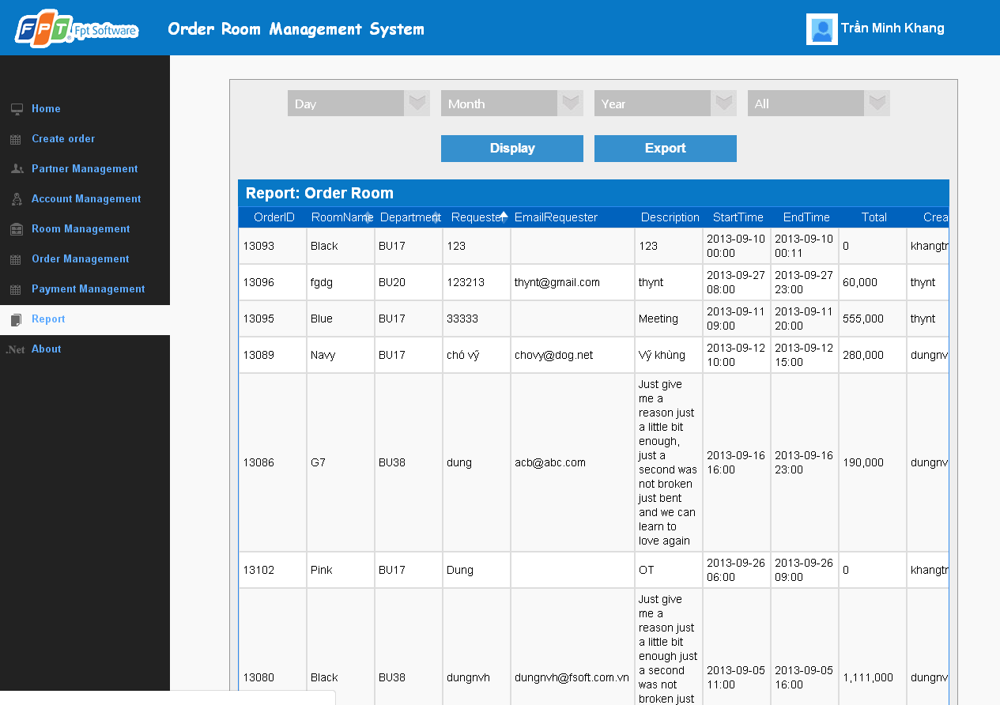 FPT Fpt Software
Order Room Management System
Trần Minh Khang
Home
Create order
Partner Management
Account Management
Room Management
Order Management
Payment Management
Report
.Net About
Day Month Year All
Display Export
Report: Order Room
OrderID RoomName Department Requester EmailRequester Description StartTime EndTime Total Crea
13093 Black BU17 123 123 2013-09-10 00:00 2013-09-10 00:11 0 khangtr
13096 fgdg BU20 123213 thynt@gmail.com thynt 2013-09-27 08:00 2013-09-27 23:00 60,000 thynt
13095 Blue BU17 33333 Meeting 2013-09-11 09:00 2013-09-11 20:00 555,000 thynt
13089 Navy BU17 chó vỹ chovy@dog.net Vỹ khùng 2013-09-12 10:00 2013-09-12 15:00 280,000 dungnv
13086 G7 BU38 dung acb@abc.com
Just give
me a
reason just
a little bit
enough,
just a
second was
not broken
just bent
and we can
learn to
love again
2013-09-16 16:00 2013-09-16 23:00 190,000 dungnv
13102 Pink BU17 Dung OT 2013-09-26 06:00 2013-09-26 09:00 0 khangtr
13080 Black BU38 dungnvh dungnvh@fsoft.com.vn
Just give
me a
reason just
a little bit
enough just
a second
was not
broken just
2013-09-05 11:00 2013-09-05 16:00 1,111,000 dungnv